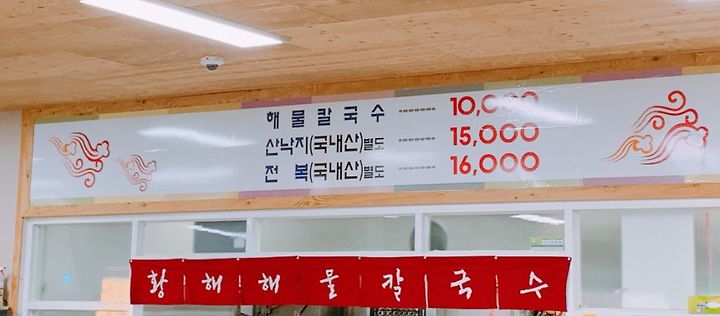 해물칼국수 ------- 10,000
산낙지(국내산)별도 ------- 15,000
전 복(국내산)별도 ------- 16,000
황해해물칼국수